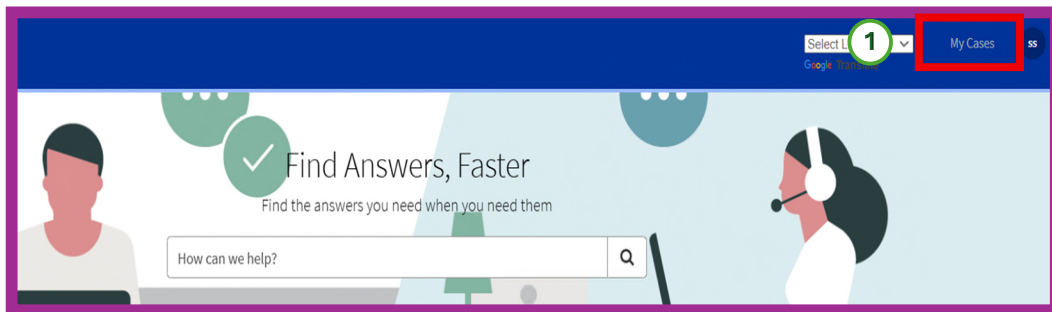 Select L
1
My Cases
ss
Google
Find Answers, Faster
Find the answers you need when you need them
How can we help?